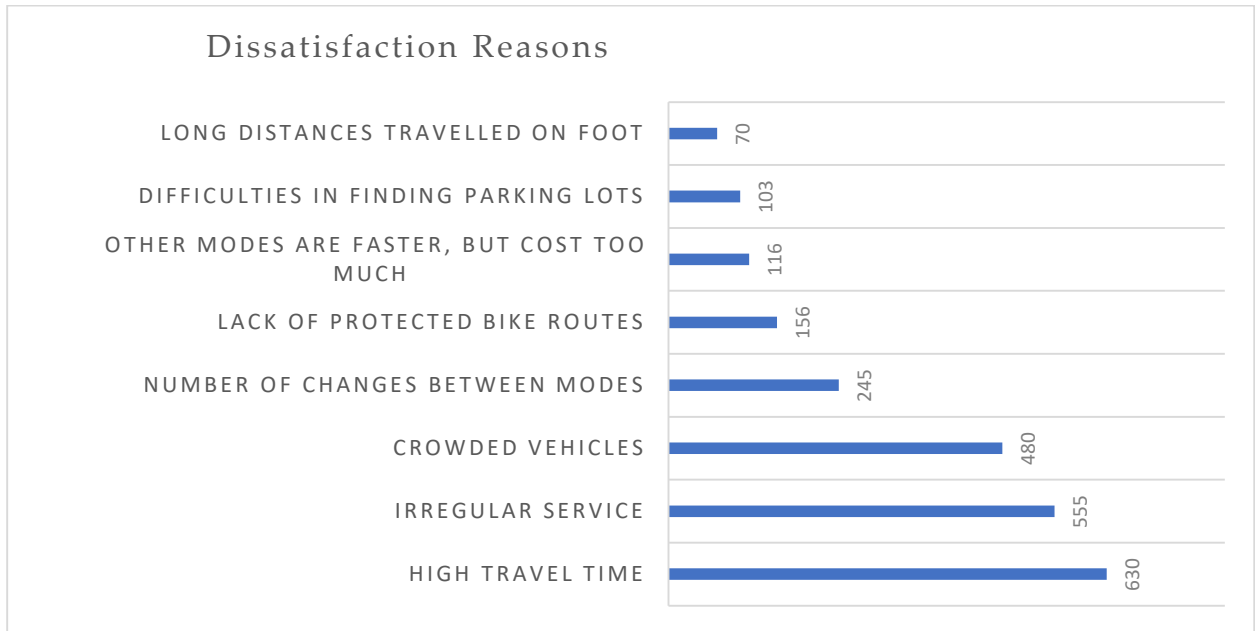 Dissatisfaction Reasons
LONG DISTANCES TRAVELLED ON FOOT
70
DIFFICULTIES IN FINDING PARKING LOTS
103
OTHER MODES ARE FASTER, BUT COST TOO
MUCH
116
LACK OF PROTECTED BIKE ROUTES
156
NUMBER OF CHANGES BETWEEN MODES
245
CROWDED VEHICLES
480
IRREGULAR SERVICE
555
HIGH TRAVEL TIME
630